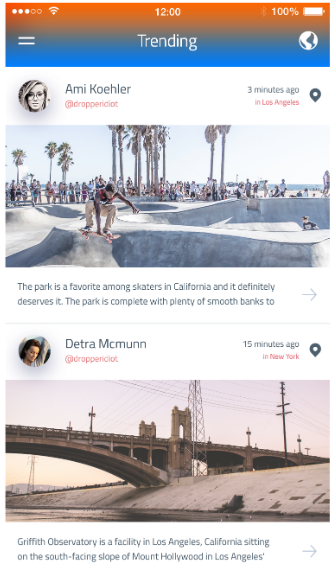 12:00
100%
Trending
Ami Koehler
3 minutes ago
@dropperidiot
in Los Angeles
The park is a favorite among skaters in California and it definitely
deserves it. The park is complete with plenty of smooth banks to
Detra Mcmunn
15 minutes ago
@dropperidiot
in New York
Griffith Observatory is a facility in Los Angeles, California sitting
on the south-facing slope of Mount Hollywood in Los Angeles'